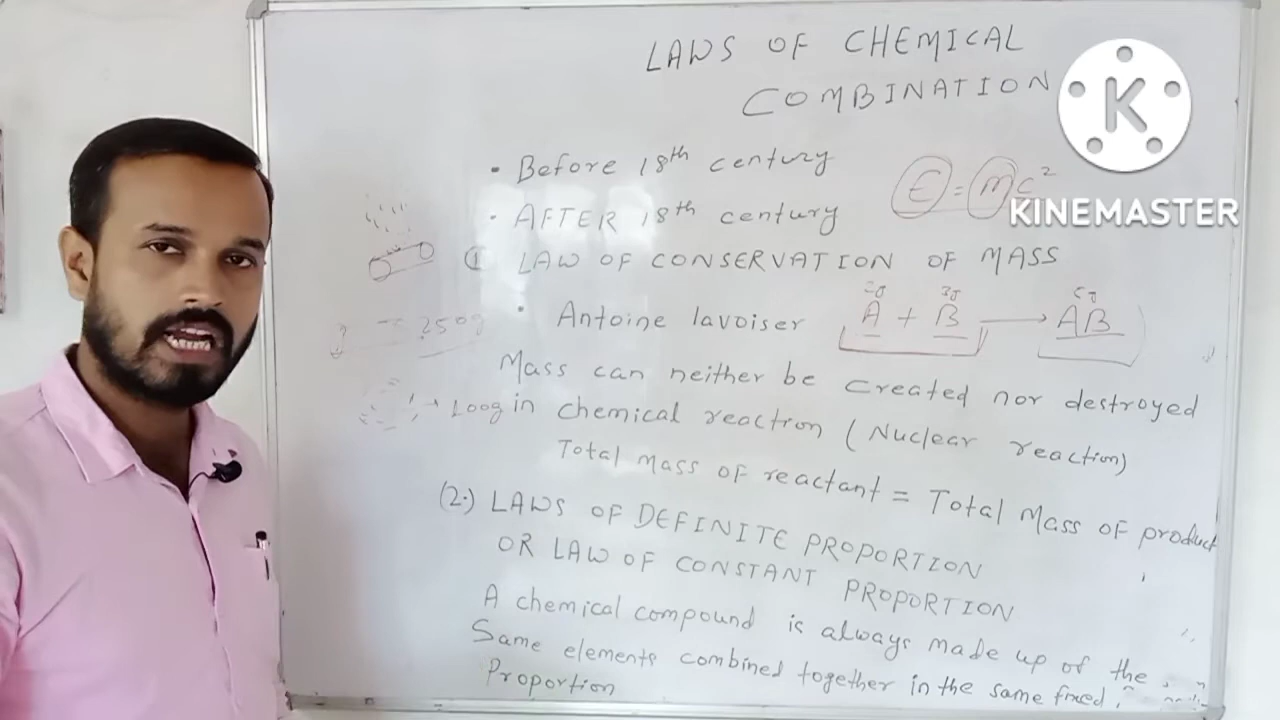 LAWS OF CHEMICAL
COMBINATION
• Before 18th century
• AFTER 18th century
E = mc²
K
KINEMASTER
① LAW OF CONSERVATION OF MASS
• Antoine lavoiser
2g 3g 5g
A + B → AB
250g
Mass can neither be created nor destroyed
100g
in chemical reaction (Nuclear reaction)
Total mass of reactant = Total Mass of product
(2.) LAWS OF DEFINITE PROPORTION
OR LAW OF CONSTANT PROPORTION
A chemical compound is always made up of the
Same elements combined together in the same fixed
Proportion